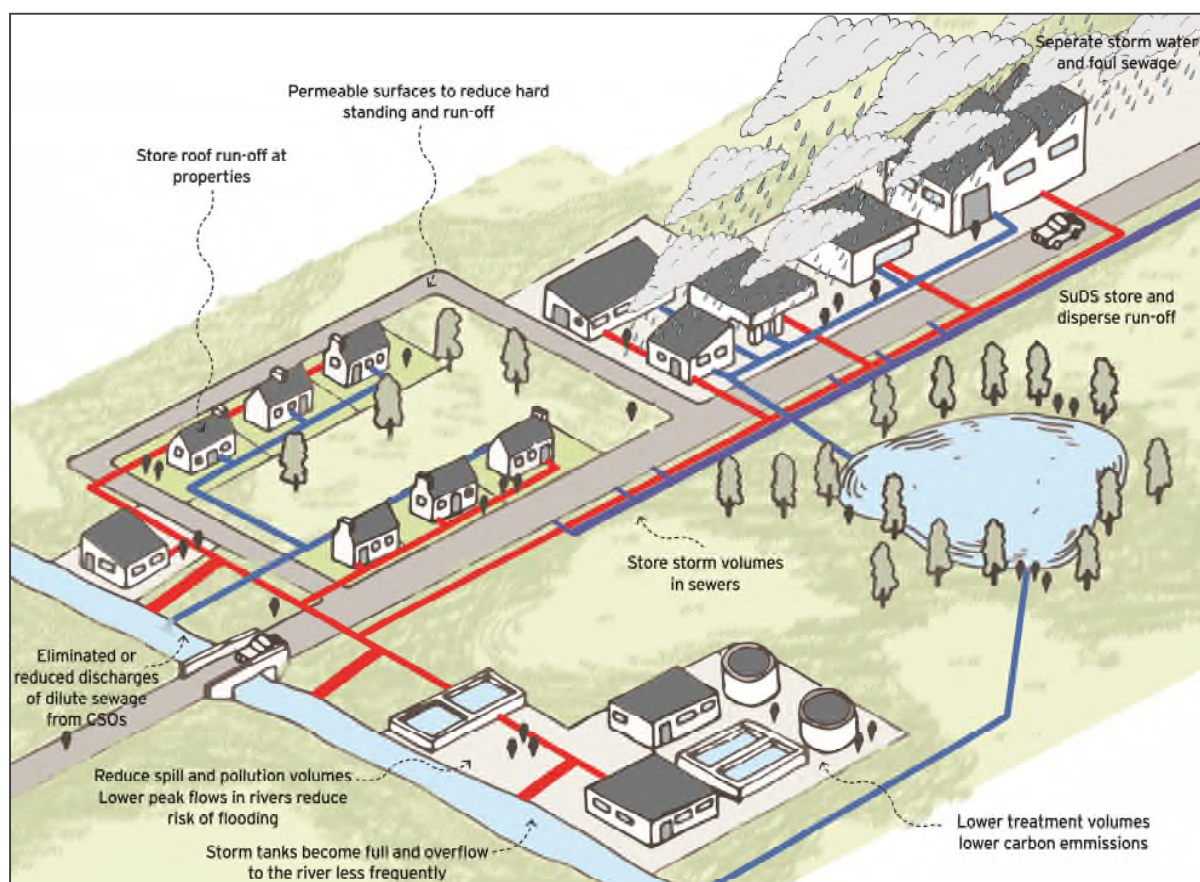 Seperate storm water
and foul sewage
Permeable surfaces to reduce hard
standing and run-off
Store roof run-off at
properties
SuDS store and
disperse run-off
Store storm volumes
in sewers
Eliminated or
reduced discharges
of dilute sewage
from CSOs
Reduce spill and pollution volumes
Lower peak flows in rivers reduce
risk of flooding
Storm tanks become full and overflow
to the river less frequently
Lower treatment volumes
lower carbon emmissions